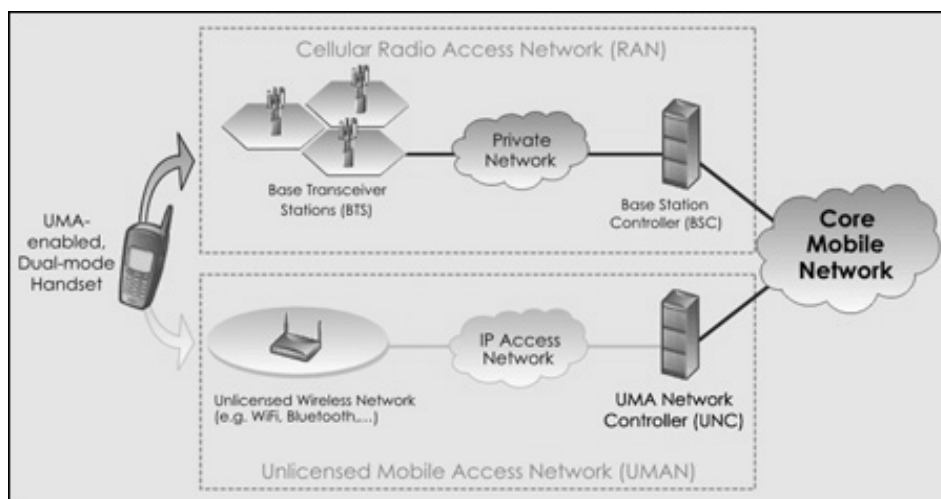 Cellular Radio Access Network (RAN)
Private
Network
Base Transceiver
Stations (BTS)
Base Station
Controller (BSC)
UMA-
enabled,
Dual-mode
Handset
Core
Mobile
Network
IP Access
Network
Unlicensed Wireless Network
(e.g. WiFi, Bluetooth,...)
UMA Network
Controller (UNC)
Unlicensed Mobile Access Network (UMAN)